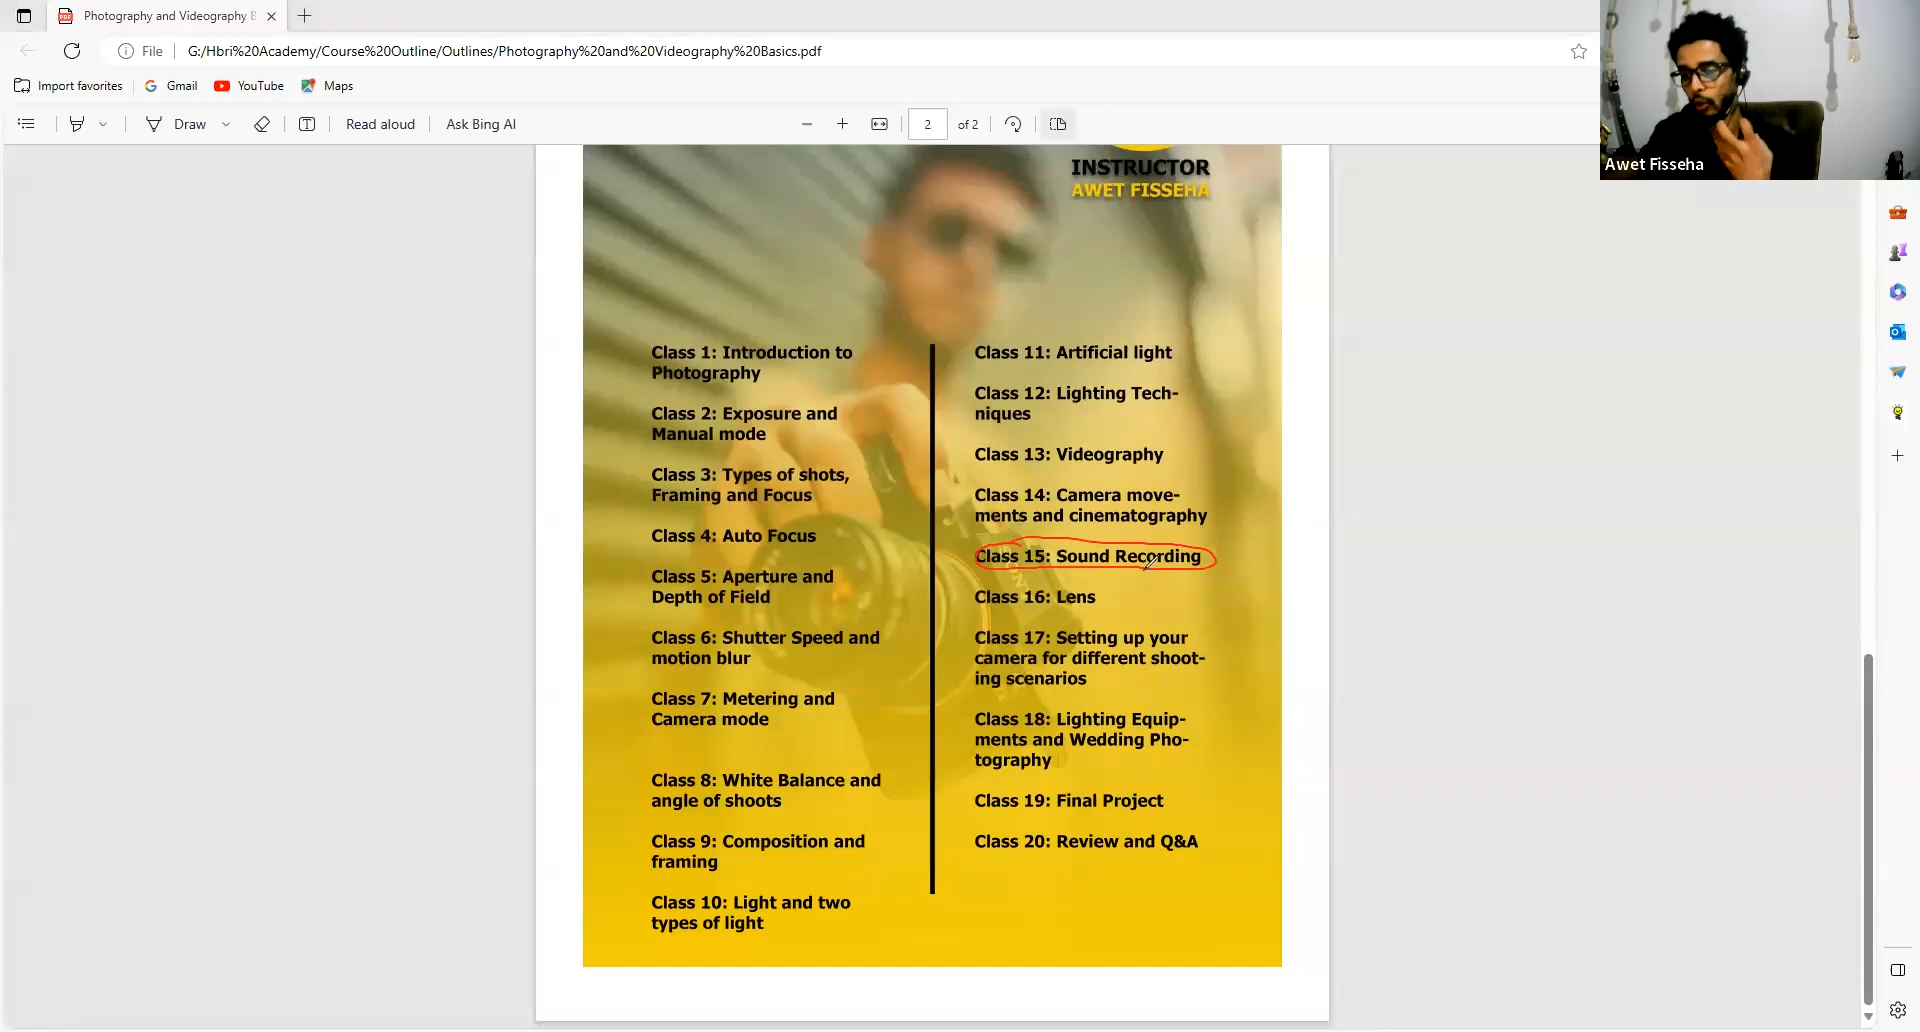 Photography and Videography B
File
G:/Hbri%20Academy/Course%20Outline/Outlines/Photography%20and%20Videography%20Basics.pdf
Import favorites
Gmail
YouTube
Maps
Draw
Read aloud
Ask Bing AI
2
of 2
Awet Fisseha
INSTRUCTOR
AWET FISSEHA
Class 1: Introduction to
Photography
Class 2: Exposure and
Manual mode
Class 3: Types of shots,
Framing and Focus
Class 4: Auto Focus
Class 5: Aperture and
Depth of Field
Class 6: Shutter Speed and
motion blur
Class 7: Metering and
Camera mode
Class 8: White Balance and
angle of shoots
Class 9: Composition and
framing
Class 10: Light and two
types of light
Class 11: Artificial light
Class 12: Lighting Tech-
niques
Class 13: Videography
Class 14: Camera move-
ments and cinematography
Class 15: Sound Recording
Class 16: Lens
Class 17: Setting up your
camera for different shoot-
ing scenarios
Class 18: Lighting Equip-
ments and Wedding Pho-
tography
Class 19: Final Project
Class 20: Review and Q&A